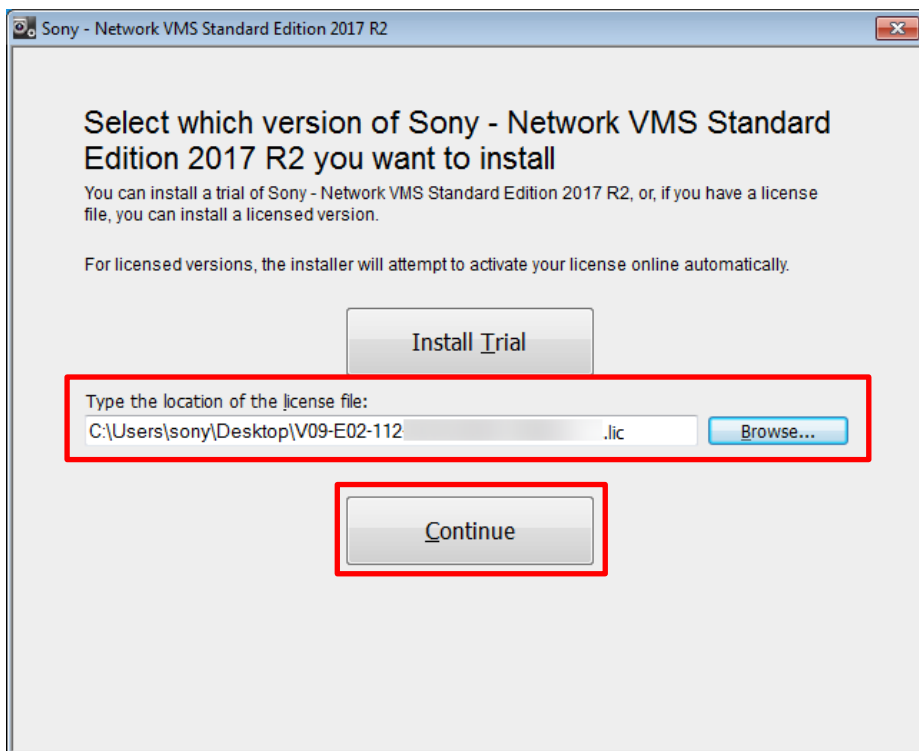 Sony - Network VMS Standard Edition 2017 R2
Select which version of Sony - Network VMS Standard
Edition 2017 R2 you want to install
You can install a trial of Sony - Network VMS Standard Edition 2017 R2, or, if you have a license
file, you can install a licensed version.
For licensed versions, the installer will attempt to activate your license online automatically.
Install Trial
Type the location of the license file:
C:\Users\sony\Desktop\V09-E02-112 .lic
Browse...
Continue